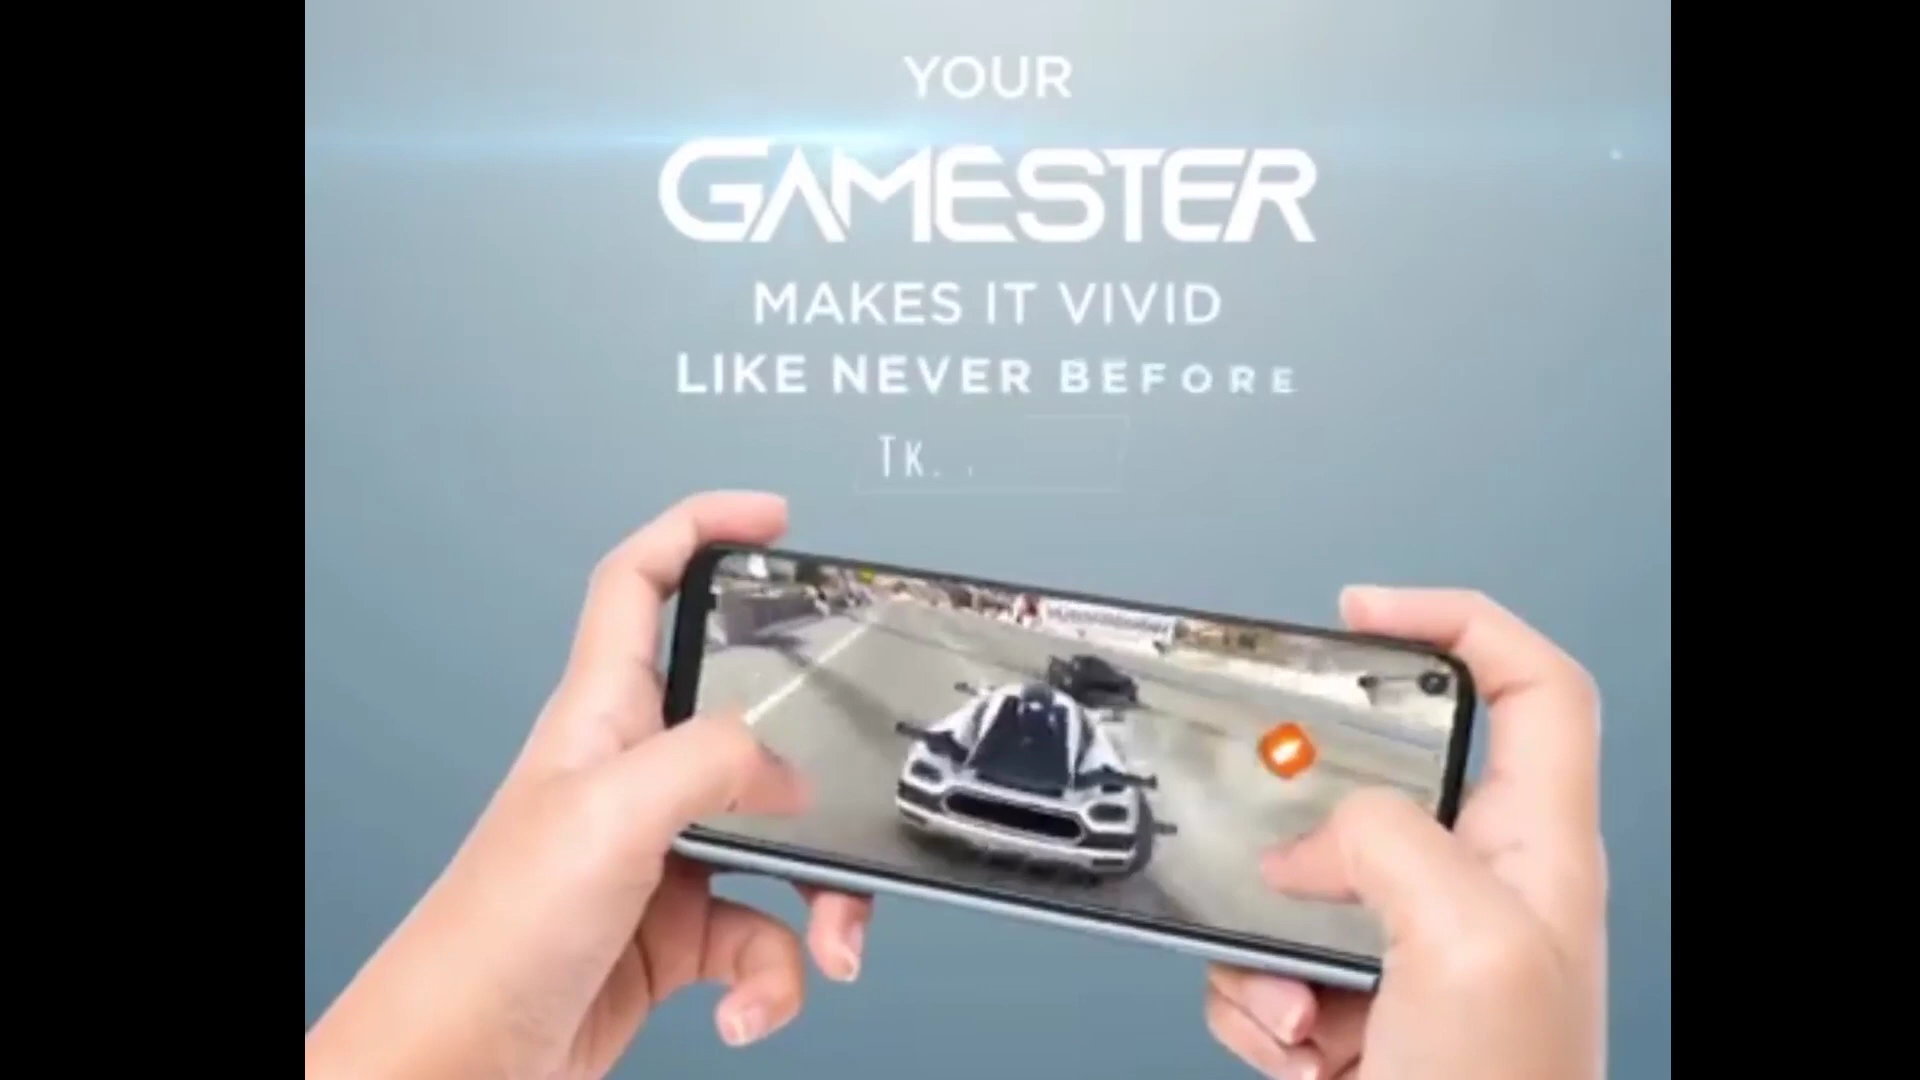 YOUR
GAMESTER
MAKES IT VIVID
LIKE NEVER BEFORE
TK.